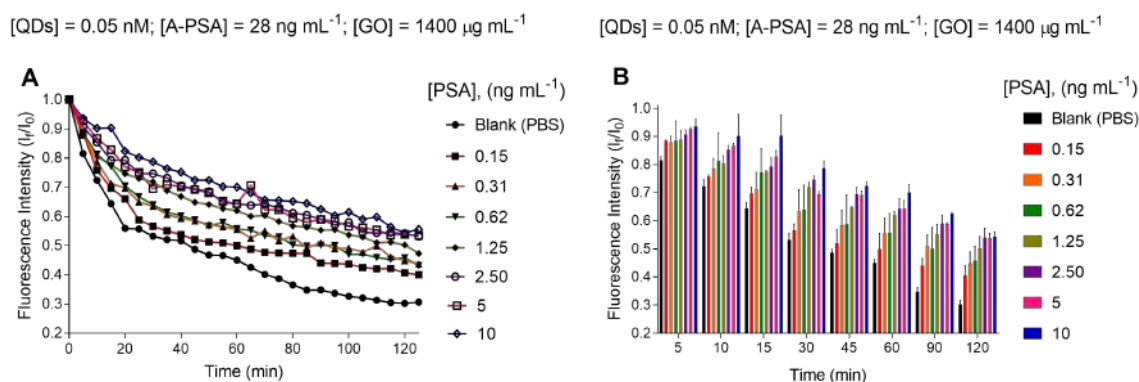 [QDs] = 0.05 nM; [A-PSA] = 28 ng mL⁻¹; [GO] = 1400 µg mL⁻¹
A
[PSA], (ng mL⁻¹)
Blank (PBS)
0.15
0.31
0.62
1.25
2.50
5
10
Fluorescence Intensity (I_f/I_0)
1.0
0.9
0.8
0.7
0.6
0.5
0.4
0.3
0.2
0 20 40 60 80 100 120
Time (min)
[QDs] = 0.05 nM; [A-PSA] = 28 ng mL⁻¹; [GO] = 1400 µg mL⁻¹
B
[PSA], (ng mL⁻¹)
Blank (PBS)
0.15
0.31
0.62
1.25
2.50
5
10
Fluorescence Intensity (I_f/I_0)
1.0
0.9
0.8
0.7
0.6
0.5
0.4
0.3
0.2
5 10 15 30 45 60 90 120
Time (min)